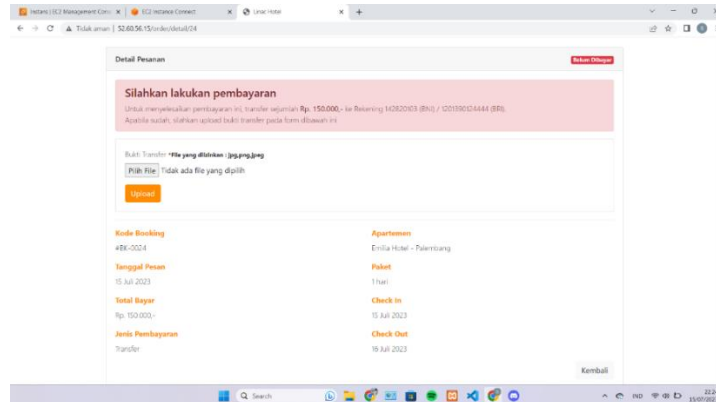 Instans | EC2 Management Cons
EC2 Instance Connect
Lihat Hotel
Tidak aman | 52.60.56.15/order/detail/24
Detail Pesanan
Belum Dibayar
Silahkan lakukan pembayaran
Untuk menyelesaikan pembayaran ini, transfer sejumlah Rp. 150.000,- ke Rekening (BNI) / (BRI).
Apabila sudah, silahkan upload bukti transfer pada form dibawah ini
Bukti Transfer *File yang diizinkan : jpg,png,jpeg
Pilih File Tidak ada file yang dipilih
Upload
Kode Booking
#BK-0024
Tanggal Pesan
15 Juli 2023
Total Bayar
Rp. 150.000,-
Jenis Pembayaran
Transfer
Apartemen
Emilia Hotel - Palembang
Paket
1 hari
Check In
15 Juli 2023
Check Out
16 Juli 2023
Kembali
Search
IND